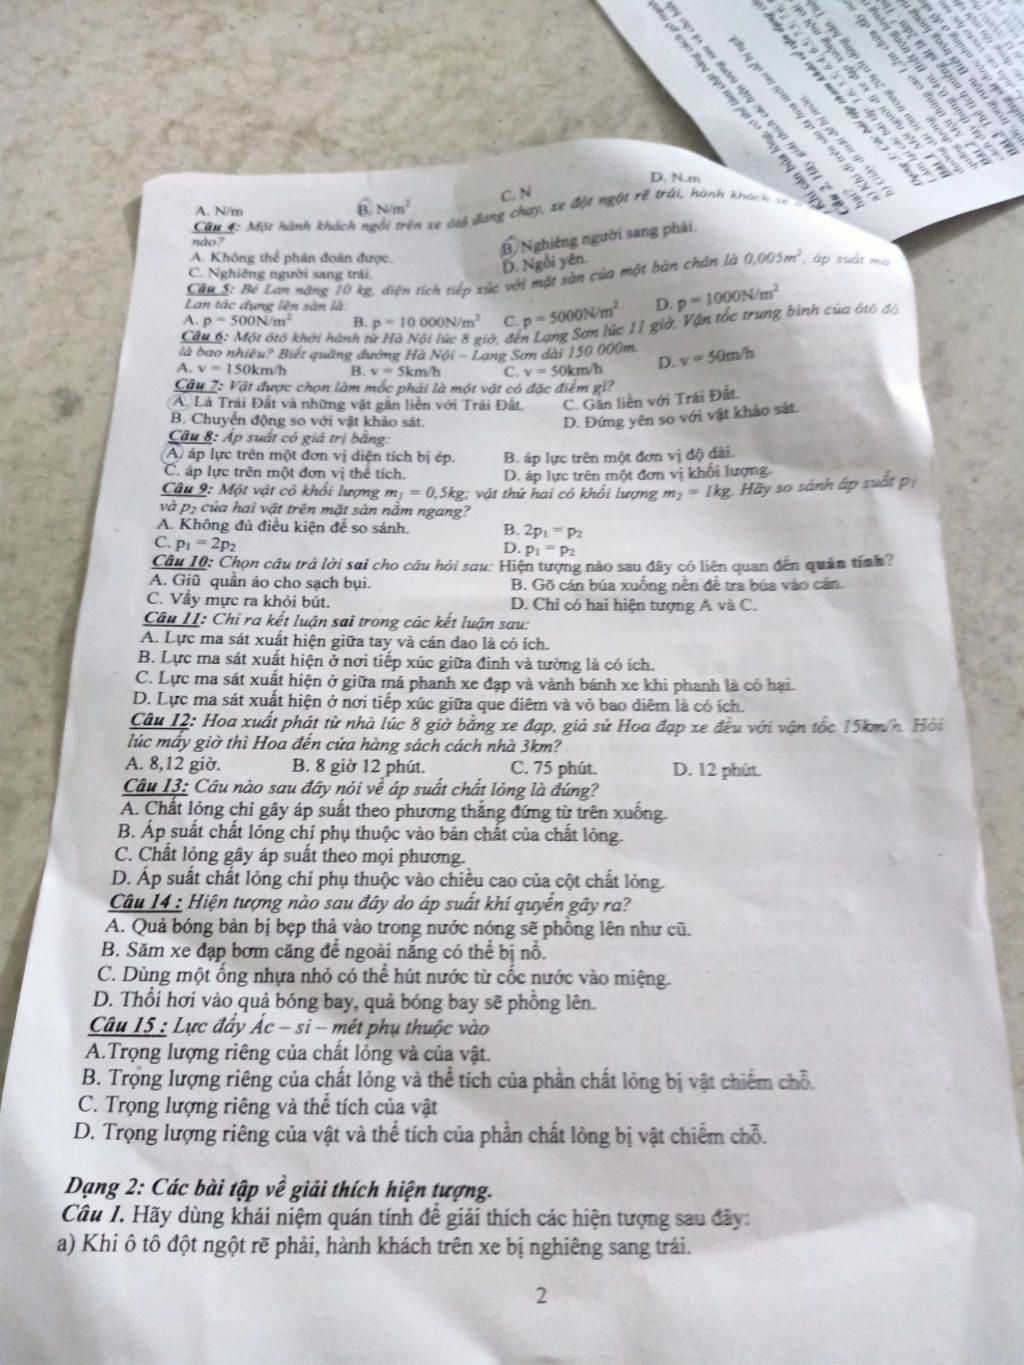 A. N/m B. N/m² C. N D. N.m
Câu 4: Một hành khách ngồi trên xe ôtô đang chạy, xe đột ngột rẽ trái, hành khách sẽ
nào?
A. Không thể phán đoán được. B. Nghiêng người sang phải.
C. Nghiêng người sang trái. D. Ngồi yên.
Câu 5: Bé Lan nặng 10 kg, diện tích tiếp xúc với mặt sàn của một bàn chân là 0,005m², áp suất mà
Lan tác dụng lên sàn là:
A. p = 500N/m² B. p = 10 000N/m² C. p = 5000N/m² D. p = 1000N/m²
Câu 6: Một ôtô khởi hành từ Hà Nội lúc 8 giờ, đến Lạng Sơn lúc 11 giờ. Vận tốc trung bình của ôtô đó
là bao nhiêu? Biết quãng đường Hà Nội – Lạng Sơn dài 150 000m.
A. v = 150km/h B. v = 5km/h C. v = 50km/h D. v = 50m/h
Câu 7: Vật được chọn làm mốc phải là một vật có đặc điểm gì?
A. Là Trái Đất và những vật gắn liền với Trái Đất. C. Gắn liền với Trái Đất.
B. Chuyển động so với vật khảo sát. D. Đứng yên so với vật khảo sát.
Câu 8: Áp suất có giá trị bằng:
A. áp lực trên một đơn vị diện tích bị ép. B. áp lực trên một đơn vị độ dài.
C. áp lực trên một đơn vị thể tích. D. áp lực trên một đơn vị khối lượng.
Câu 9: Một vật có khối lượng m₁ = 0,5kg; vật thứ hai có khối lượng m₂ = 1kg. Hãy so sánh áp suất p₁
và p₂ của hai vật trên mặt sàn nằm ngang?
A. Không đủ điều kiện để so sánh. B. 2p₁ = p₂
C. p₁ = 2p₂ D. p₁ = p₂
Câu 10: Chọn câu trả lời sai cho câu hỏi sau: Hiện tượng nào sau đây có liên quan đến quán tính?
A. Giũ quần áo cho sạch bụi. B. Gõ cán búa xuống nền để tra búa vào cán.
C. Vẩy mực ra khỏi bút. D. Chỉ có hai hiện tượng A và C.
Câu 11: Chỉ ra kết luận sai trong các kết luận sau:
A. Lực ma sát xuất hiện giữa tay và cán dao là có ích.
B. Lực ma sát xuất hiện ở nơi tiếp xúc giữa đinh và tường là có ích.
C. Lực ma sát xuất hiện ở giữa má phanh xe đạp và vành bánh xe khi phanh là có hại.
D. Lực ma sát xuất hiện ở nơi tiếp xúc giữa que diêm và vỏ bao diêm là có ích.
Câu 12: Hoa xuất phát từ nhà lúc 8 giờ bằng xe đạp, giả sử Hoa đạp xe đều với vận tốc 15km/h. Hỏi
lúc mấy giờ thì Hoa đến cửa hàng sách cách nhà 3km?
A. 8,12 giờ. B. 8 giờ 12 phút. C. 75 phút. D. 12 phút.
Câu 13: Câu nào sau đây nói về áp suất chất lỏng là đúng?
A. Chất lỏng chỉ gây áp suất theo phương thẳng đứng từ trên xuống.
B. Áp suất chất lỏng chỉ phụ thuộc vào bản chất của chất lỏng.
C. Chất lỏng gây áp suất theo mọi phương.
D. Áp suất chất lỏng chỉ phụ thuộc vào chiều cao của cột chất lỏng.
Câu 14 : Hiện tượng nào sau đây do áp suất khí quyển gây ra?
A. Quả bóng bàn bị bẹp thả vào trong nước nóng sẽ phồng lên như cũ.
B. Săm xe đạp bơm căng để ngoài nắng có thể bị nổ.
C. Dùng một ống nhựa nhỏ có thể hút nước từ cốc nước vào miệng.
D. Thổi hơi vào quả bóng bay, quả bóng bay sẽ phồng lên.
Câu 15 : Lực đẩy Ác – si – mét phụ thuộc vào
A.Trọng lượng riêng của chất lỏng và của vật.
B. Trọng lượng riêng của chất lỏng và thể tích của phần chất lỏng bị vật chiếm chỗ.
C. Trọng lượng riêng và thể tích của vật
D. Trọng lượng riêng của vật và thể tích của phần chất lỏng bị vật chiếm chỗ.
Dạng 2: Các bài tập về giải thích hiện tượng.
Câu 1. Hãy dùng khái niệm quán tính để giải thích các hiện tượng sau đây:
a) Khi ô tô đột ngột rẽ phải, hành khách trên xe bị nghiêng sang trái.
2